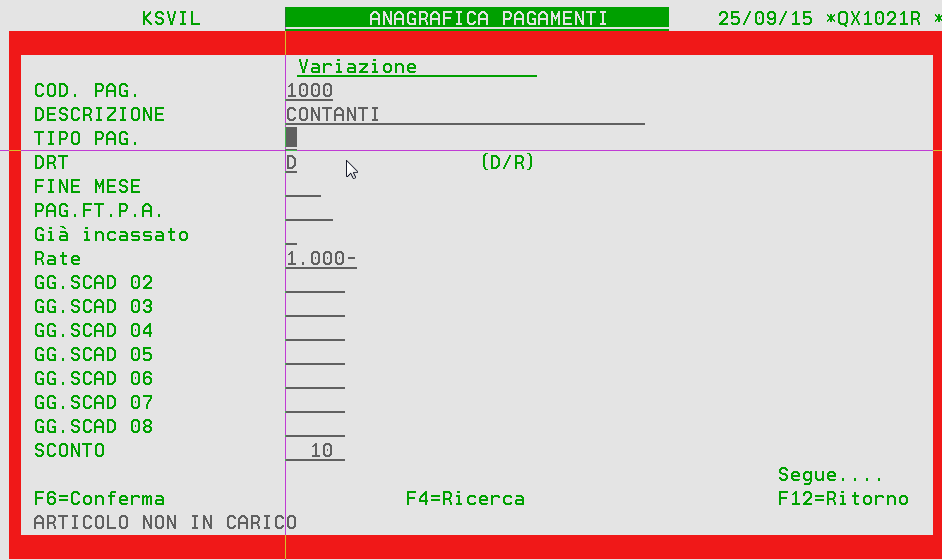 KSVIL ANAGRAFICA PAGAMENTI 25/09/15 *QX1021R *
Variazione
COD. PAG. 1000
DESCRIZIONE CONTANTI
TIPO PAG.
DRT D (D/R)
FINE MESE
PAG.FT.P.A.
Già incassato
Rate 1.000-
GG.SCAD 02
GG.SCAD 03
GG.SCAD 04
GG.SCAD 05
GG.SCAD 06
GG.SCAD 07
GG.SCAD 08
SCONTO 10
Segue....
F6=Conferma F4=Ricerca F12=Ritorno
ARTICOLO NON IN CARICO